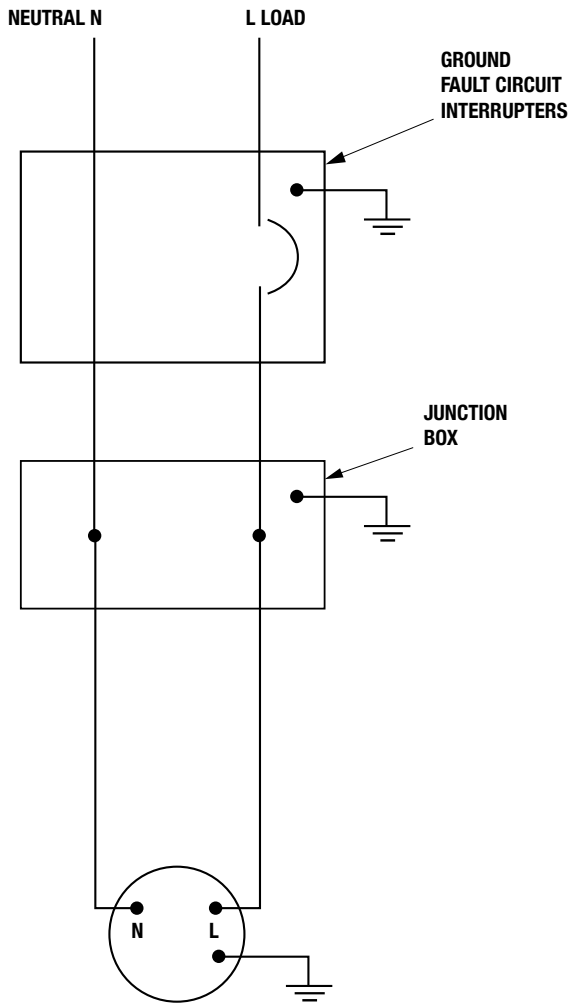 NEUTRAL N
L LOAD
GROUND
FAULT CIRCUIT
INTERRUPTERS
JUNCTION
BOX
N
L